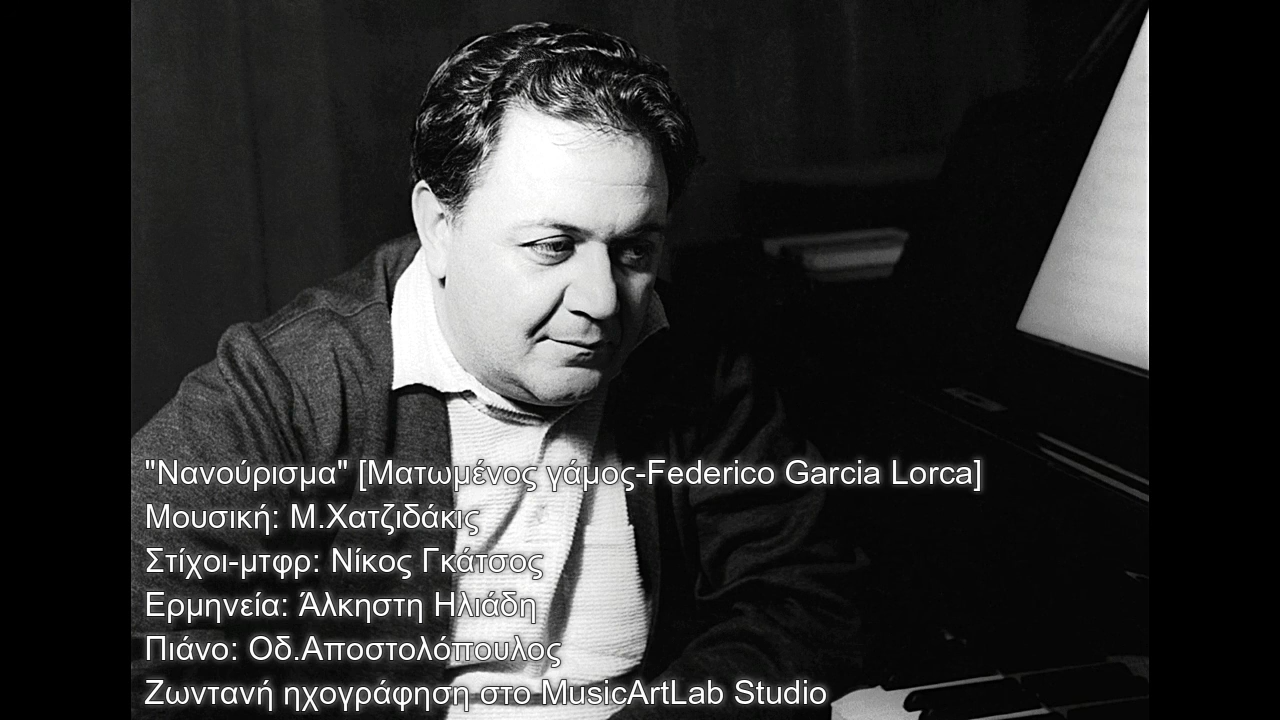 "Νανούρισμα" [Ματωμένος γάμος-Federico Garcia Lorca]
Μουσική: Μ.Χατζιδάκις
Στίχοι-μτφρ: Νίκος Γκάτσος
Ερμηνεία: Άλκηστη Ηλιάδη
Πιάνο: Οδ.Αποστολόπουλος
Ζωντανή ηχογράφηση στο MusicArtLab Studio